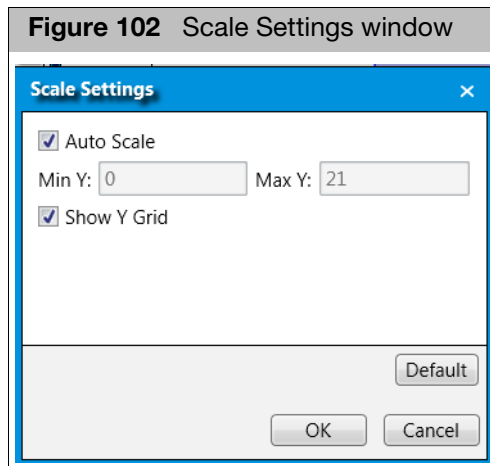 Figure 102 Scale Settings window
Scale Settings ×
Auto Scale
Min Y: 0 Max Y: 21
Show Y Grid
Default
OK Cancel